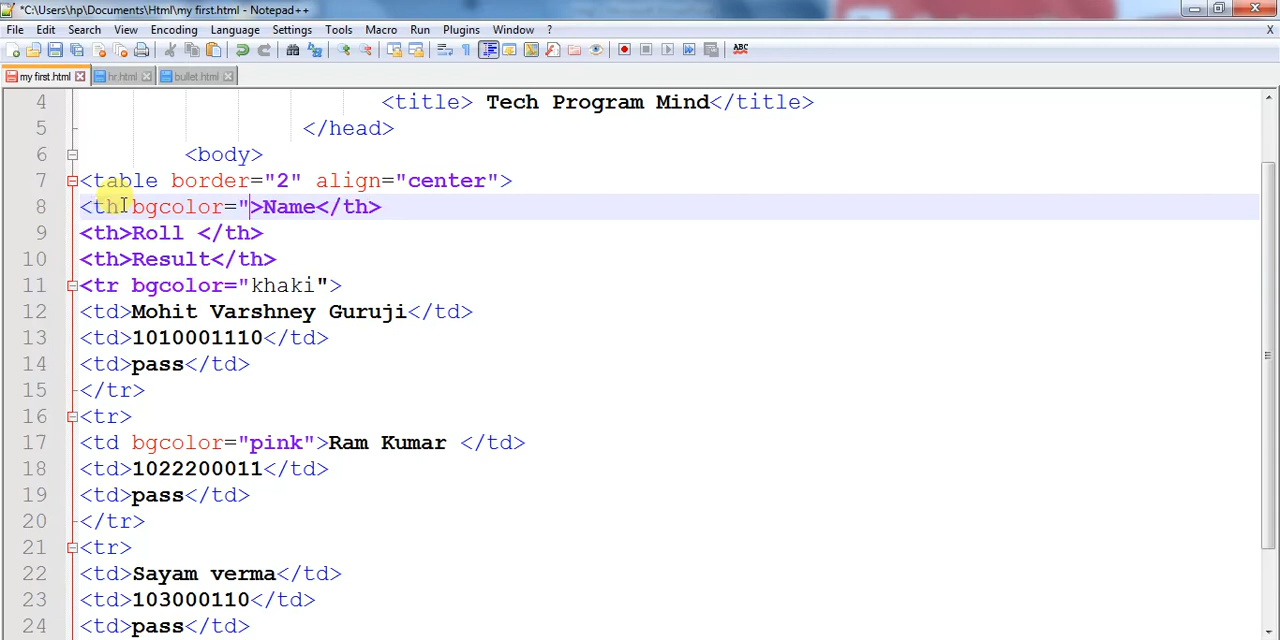 *C:\Users\hp\Documents\Html\my first.html - Notepad++
File Edit Search View Encoding Language Settings Tools Macro Run Plugins Window ? X
my first.html hr.html bullet.html
4 <title> Tech Program Mind</title>
5 </head>
6 <body>
7 <table border="2" align="center">
8 <th bgcolor=">Name</th>
9 <th>Roll </th>
10 <th>Result</th>
11 <tr bgcolor="khaki">
12 <td>Mohit Varshney Guruji</td>
13 <td>1010001110</td>
14 <td>pass</td>
15 </tr>
16 <tr>
17 <td bgcolor="pink">Ram Kumar </td>
18 <td>1022200011</td>
19 <td>pass</td>
20 </tr>
21 <tr>
22 <td>Sayam verma</td>
23 <td>103000110</td>
24 <td>pass</td>